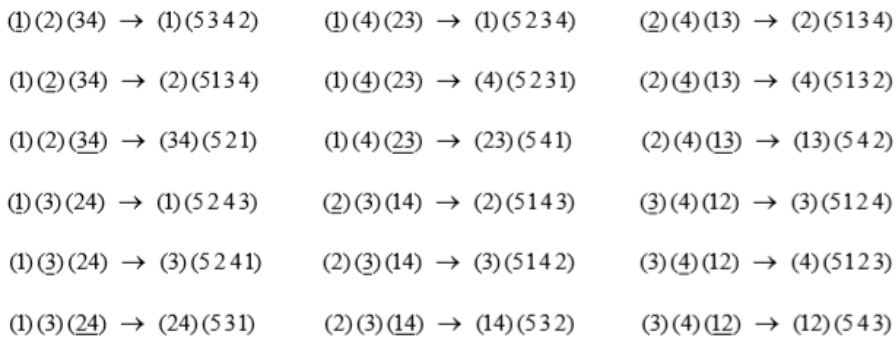 (1)(2)(34) → (1)(5342) (1)(4)(23) → (1)(5234) (2)(4)(13) → (2)(5134)
(1)(2)(34) → (2)(5134) (1)(4)(23) → (4)(5231) (2)(4)(13) → (4)(5132)
(1)(2)(34) → (34)(521) (1)(4)(23) → (23)(541) (2)(4)(13) → (13)(542)
(1)(3)(24) → (1)(5243) (2)(3)(14) → (2)(5143) (3)(4)(12) → (3)(5124)
(1)(3)(24) → (3)(5241) (2)(3)(14) → (3)(5142) (3)(4)(12) → (4)(5123)
(1)(3)(24) → (24)(531) (2)(3)(14) → (14)(532) (3)(4)(12) → (12)(543)